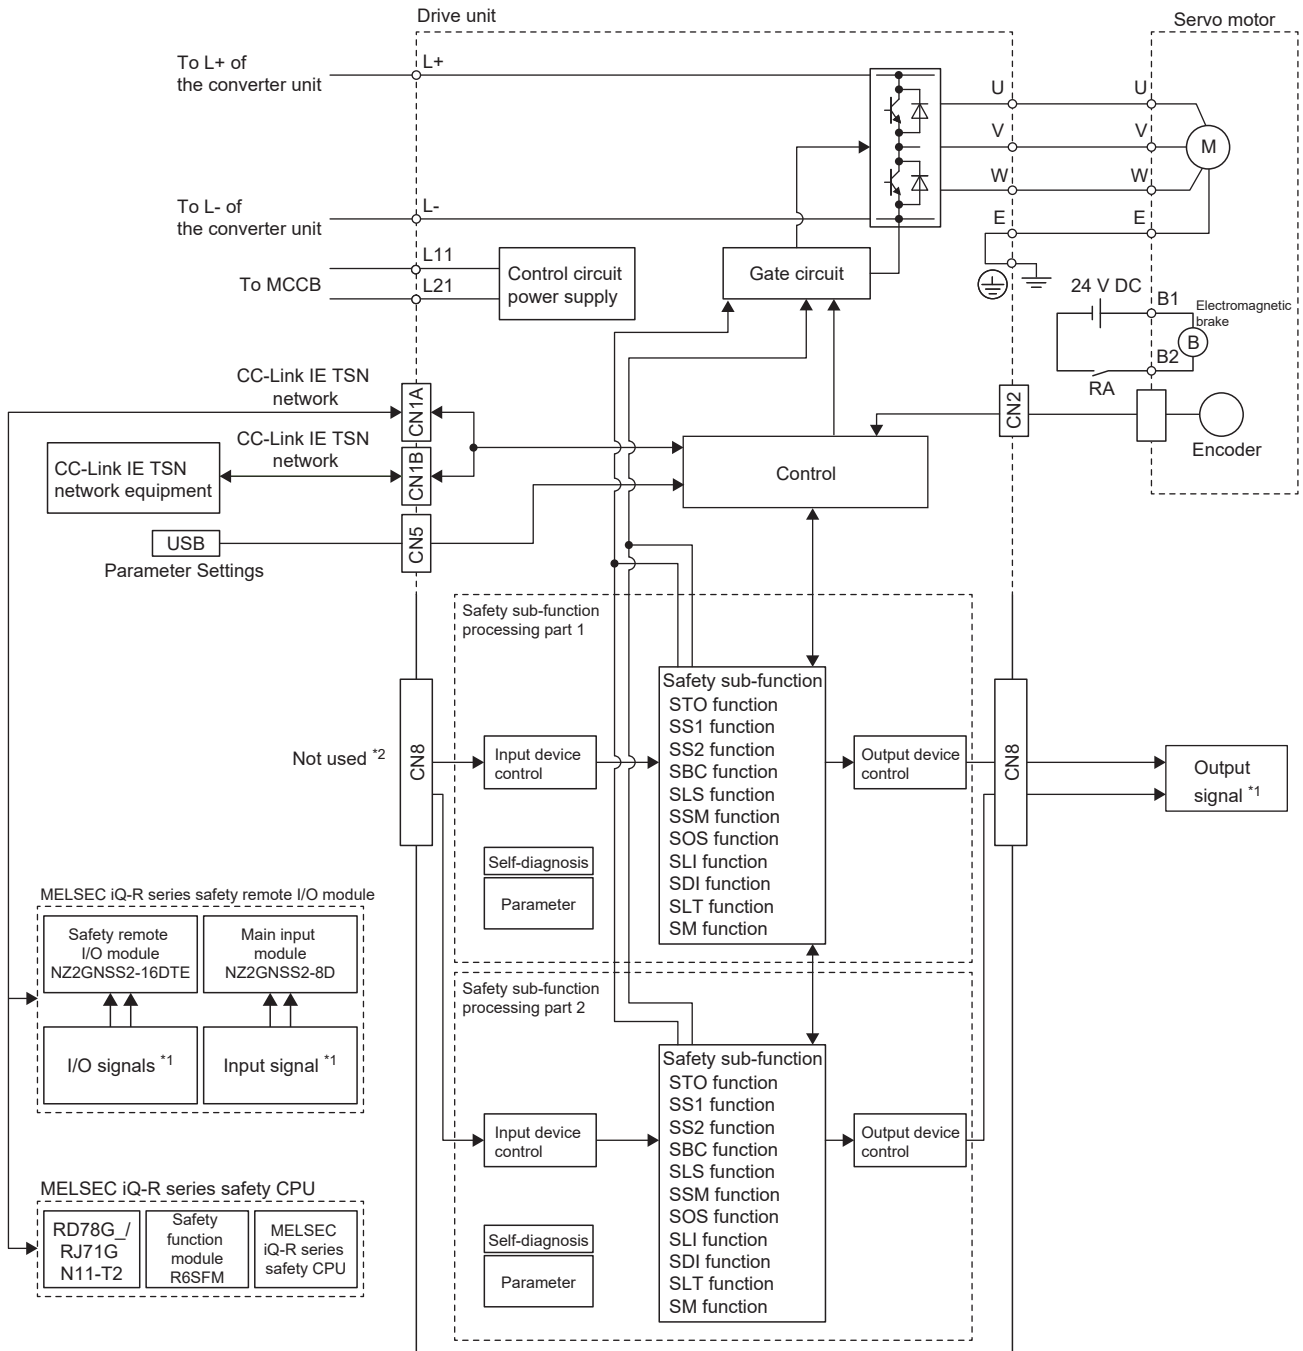 Drive unit
Servo motor
To L+ of
the converter unit
L+
U
U
V
V
M
W
W
To L- of
the converter unit
L-
E
E
L11
To MCCB
L21
Control circuit
power supply
Gate circuit
24 V DC
B1
Electromagnetic
brake
B
B2
RA
CC-Link IE TSN
network
CN1A
CN2
CC-Link IE TSN
network
CN1B
CC-Link IE TSN
network equipment
Control
Encoder
USB
CN5
Parameter Settings
Safety sub-function
processing part 1
Safety sub-function
STO function
SS1 function
SS2 function
SBC function
SLS function
SSM function
SOS function
SLI function
SDI function
SLT function
SM function
Not used *2
CN8
Input device
control
Output device
control
CN8
Output
signal *1
Self-diagnosis
Parameter
MELSEC iQ-R series safety remote I/O module
Safety remote
I/O module
NZ2GNSS2-16DTE
Main input
module
NZ2GNSS2-8D
I/O signals *1
Input signal *1
Safety sub-function
processing part 2
Safety sub-function
STO function
SS1 function
SS2 function
SBC function
SLS function
SSM function
SOS function
SLI function
SDI function
SLT function
SM function
Input device
control
Output device
control
Self-diagnosis
Parameter
MELSEC iQ-R series safety CPU
RD78G_/
RJ71G
N11-T2
Safety
function
module
R6SFM
MELSEC
iQ-R series
safety CPU